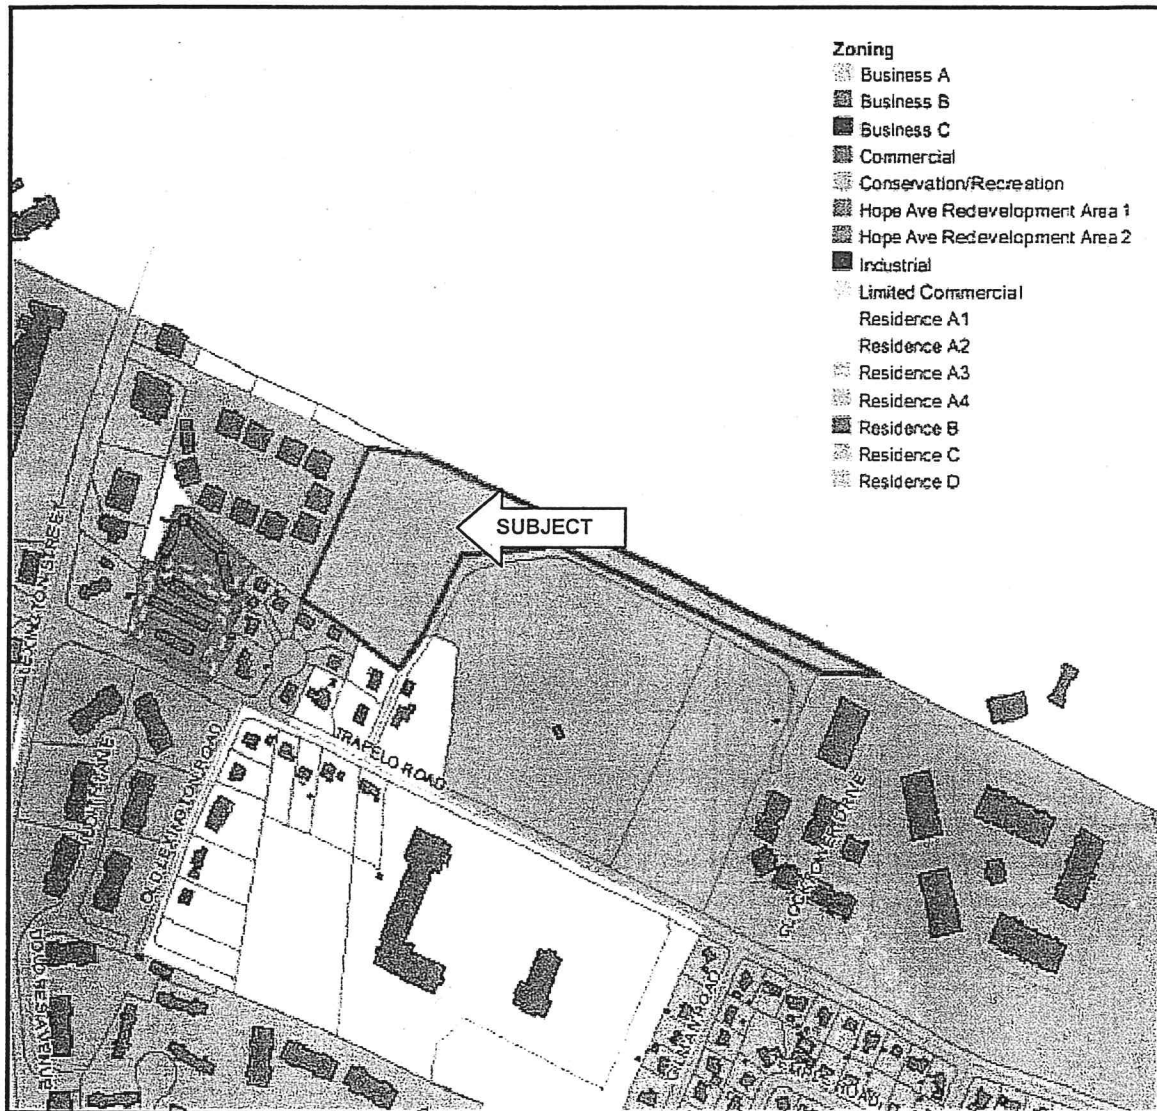 Zoning
Business A
Business B
Business C
Commercial
Conservation/Recreation
Hope Ave Redevelopment Area 1
Hope Ave Redevelopment Area 2
Industrial
Limited Commercial
Residence A1
Residence A2
Residence A3
Residence A4
Residence B
Residence C
Residence D
SUBJECT
LEXINGTON STREET
TRAPELO ROAD
OLD LEXINGTON ROAD